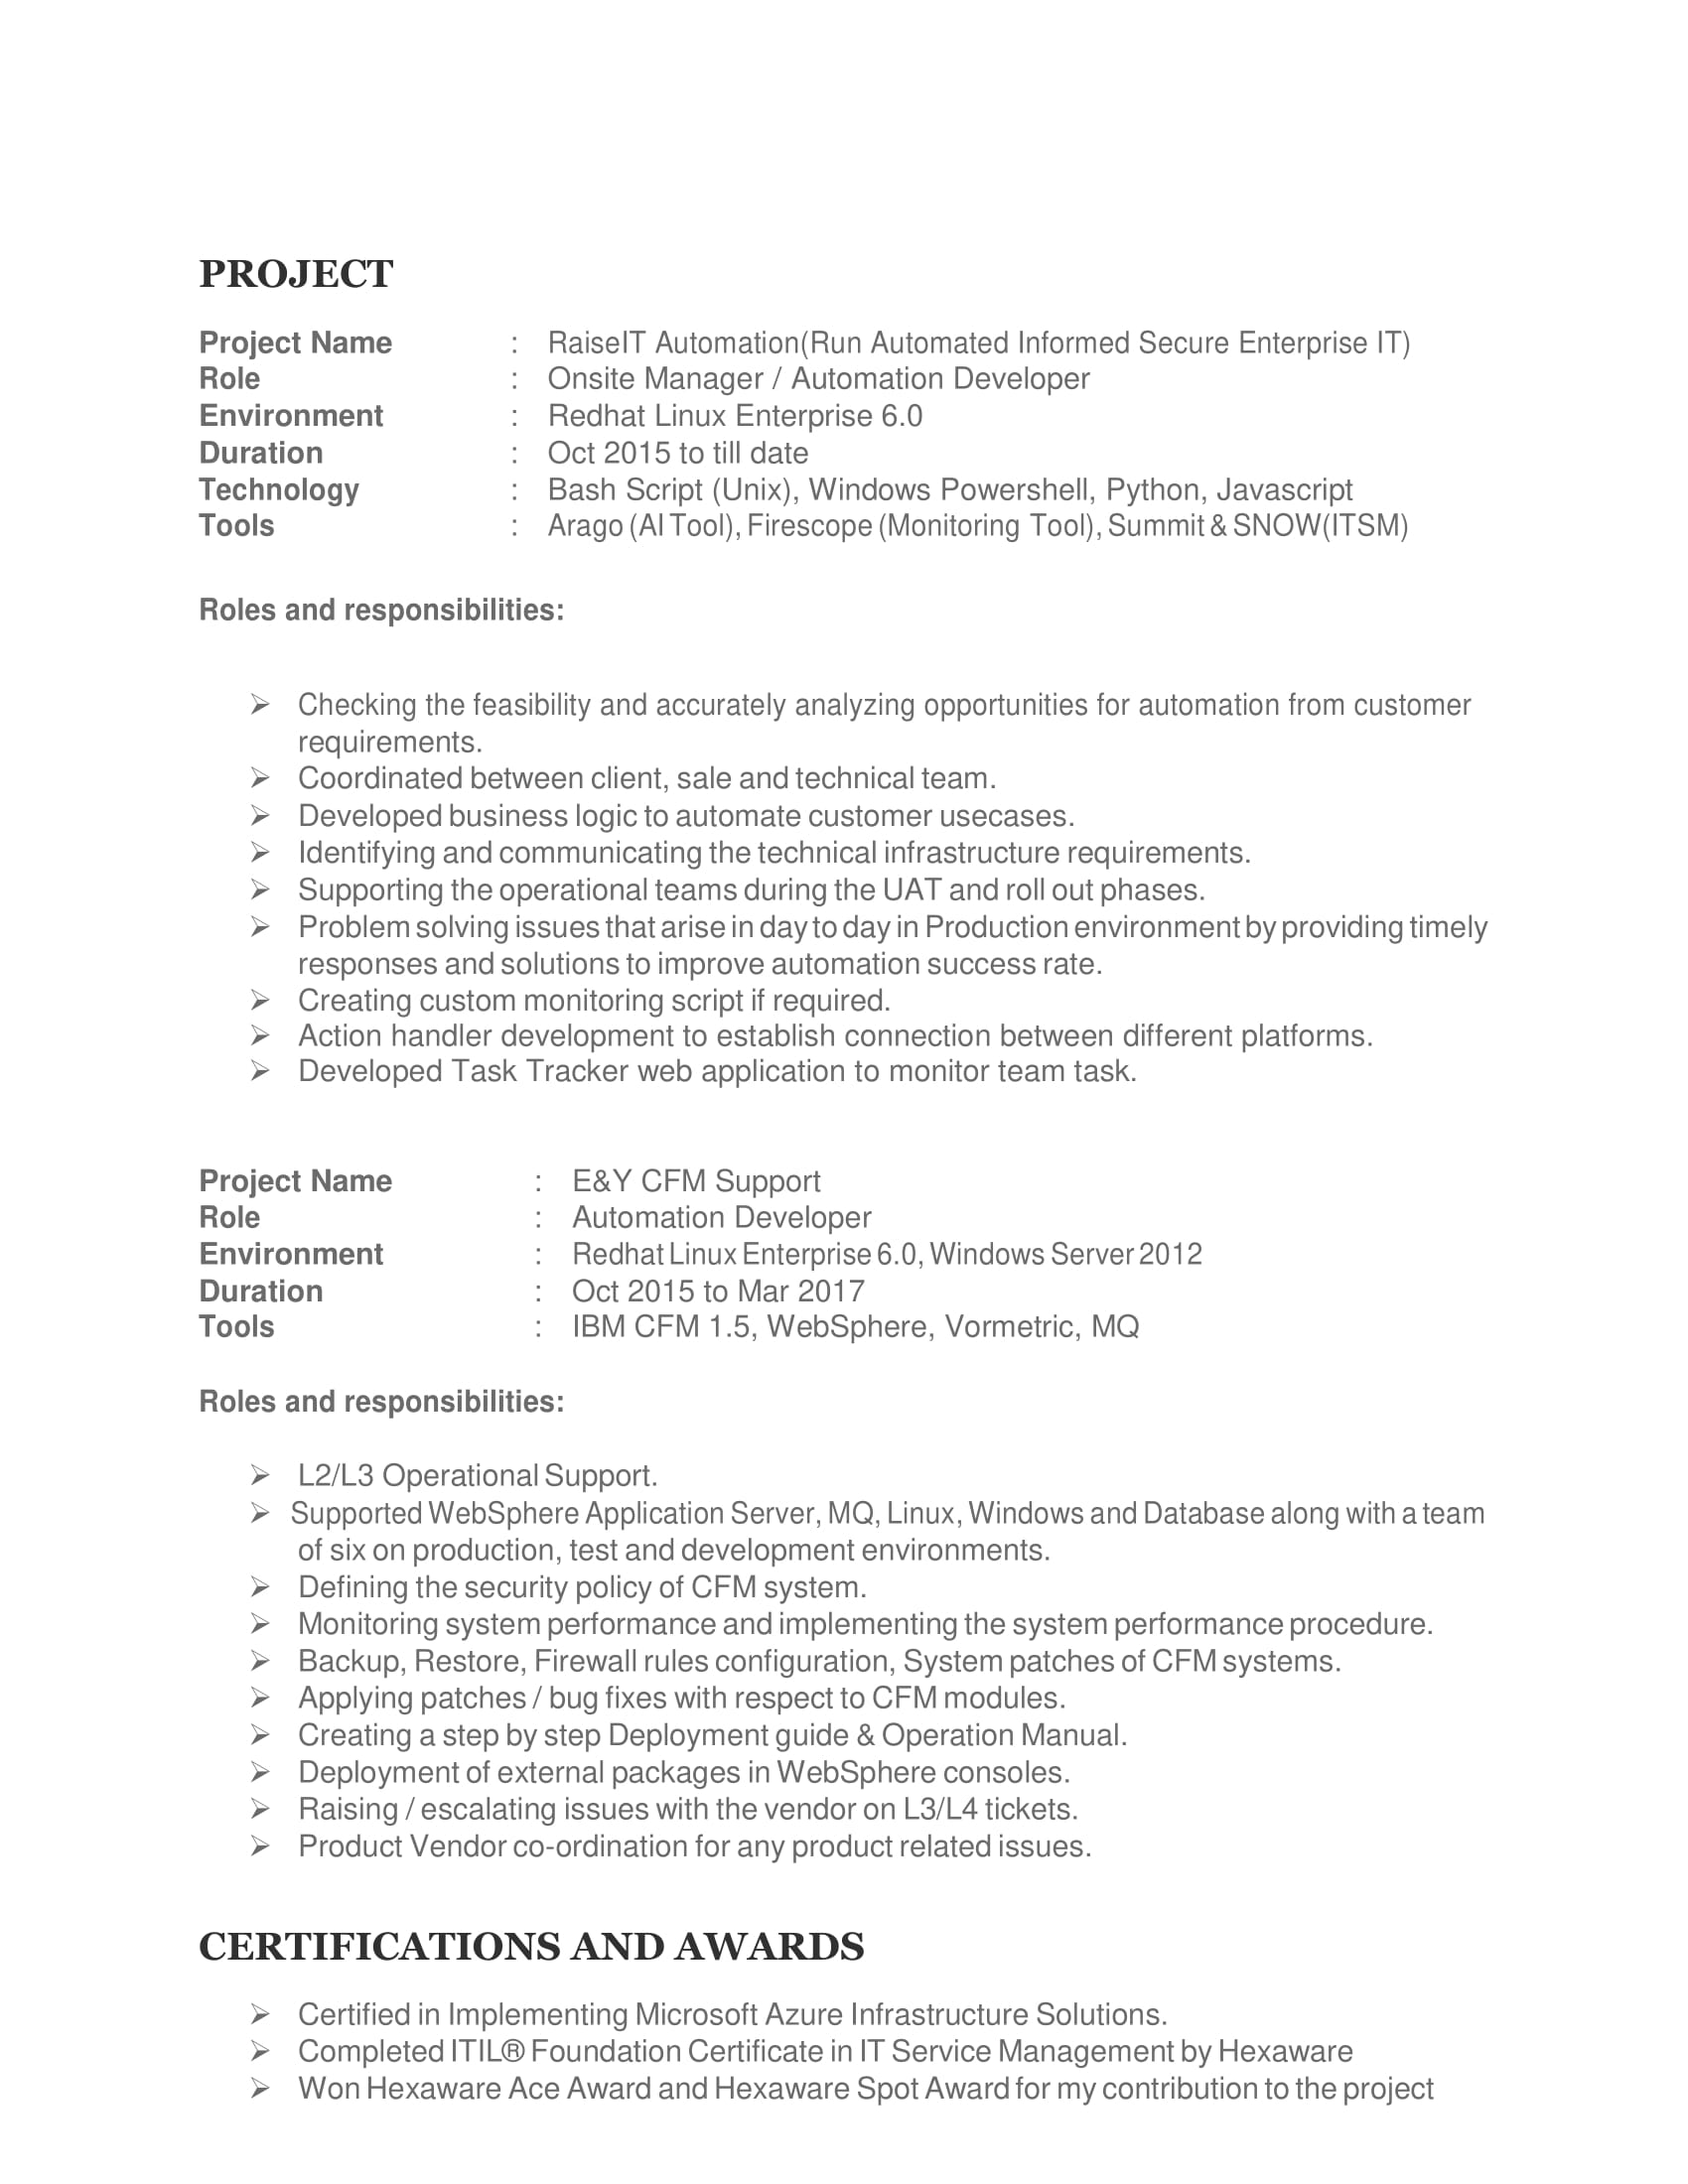 PROJECT
Project Name : RaiseIT Automation(Run Automated Informed Secure Enterprise IT)
Role : Onsite Manager / Automation Developer
Environment : Redhat Linux Enterprise 6.0
Duration : Oct 2015 to till date
Technology : Bash Script (Unix), Windows Powershell, Python, Javascript
Tools : Arago (AI Tool), Firescope (Monitoring Tool), Summit & SNOW(ITSM)
Roles and responsibilities:
➢ Checking the feasibility and accurately analyzing opportunities for automation from customer
requirements.
➢ Coordinated between client, sale and technical team.
➢ Developed business logic to automate customer usecases.
➢ Identifying and communicating the technical infrastructure requirements.
➢ Supporting the operational teams during the UAT and roll out phases.
➢ Problem solving issues that arise in day to day in Production environment by providing timely
responses and solutions to improve automation success rate.
➢ Creating custom monitoring script if required.
➢ Action handler development to establish connection between different platforms.
➢ Developed Task Tracker web application to monitor team task.
Project Name : E&Y CFM Support
Role : Automation Developer
Environment : Redhat Linux Enterprise 6.0, Windows Server 2012
Duration : Oct 2015 to Mar 2017
Tools : IBM CFM 1.5, WebSphere, Vormetric, MQ
Roles and responsibilities:
➢ L2/L3 Operational Support.
➢ Supported WebSphere Application Server, MQ, Linux, Windows and Database along with a team
of six on production, test and development environments.
➢ Defining the security policy of CFM system.
➢ Monitoring system performance and implementing the system performance procedure.
➢ Backup, Restore, Firewall rules configuration, System patches of CFM systems.
➢ Applying patches / bug fixes with respect to CFM modules.
➢ Creating a step by step Deployment guide & Operation Manual.
➢ Deployment of external packages in WebSphere consoles.
➢ Raising / escalating issues with the vendor on L3/L4 tickets.
➢ Product Vendor co-ordination for any product related issues.
CERTIFICATIONS AND AWARDS
➢ Certified in Implementing Microsoft Azure Infrastructure Solutions.
➢ Completed ITIL® Foundation Certificate in IT Service Management by Hexaware
➢ Won Hexaware Ace Award and Hexaware Spot Award for my contribution to the project